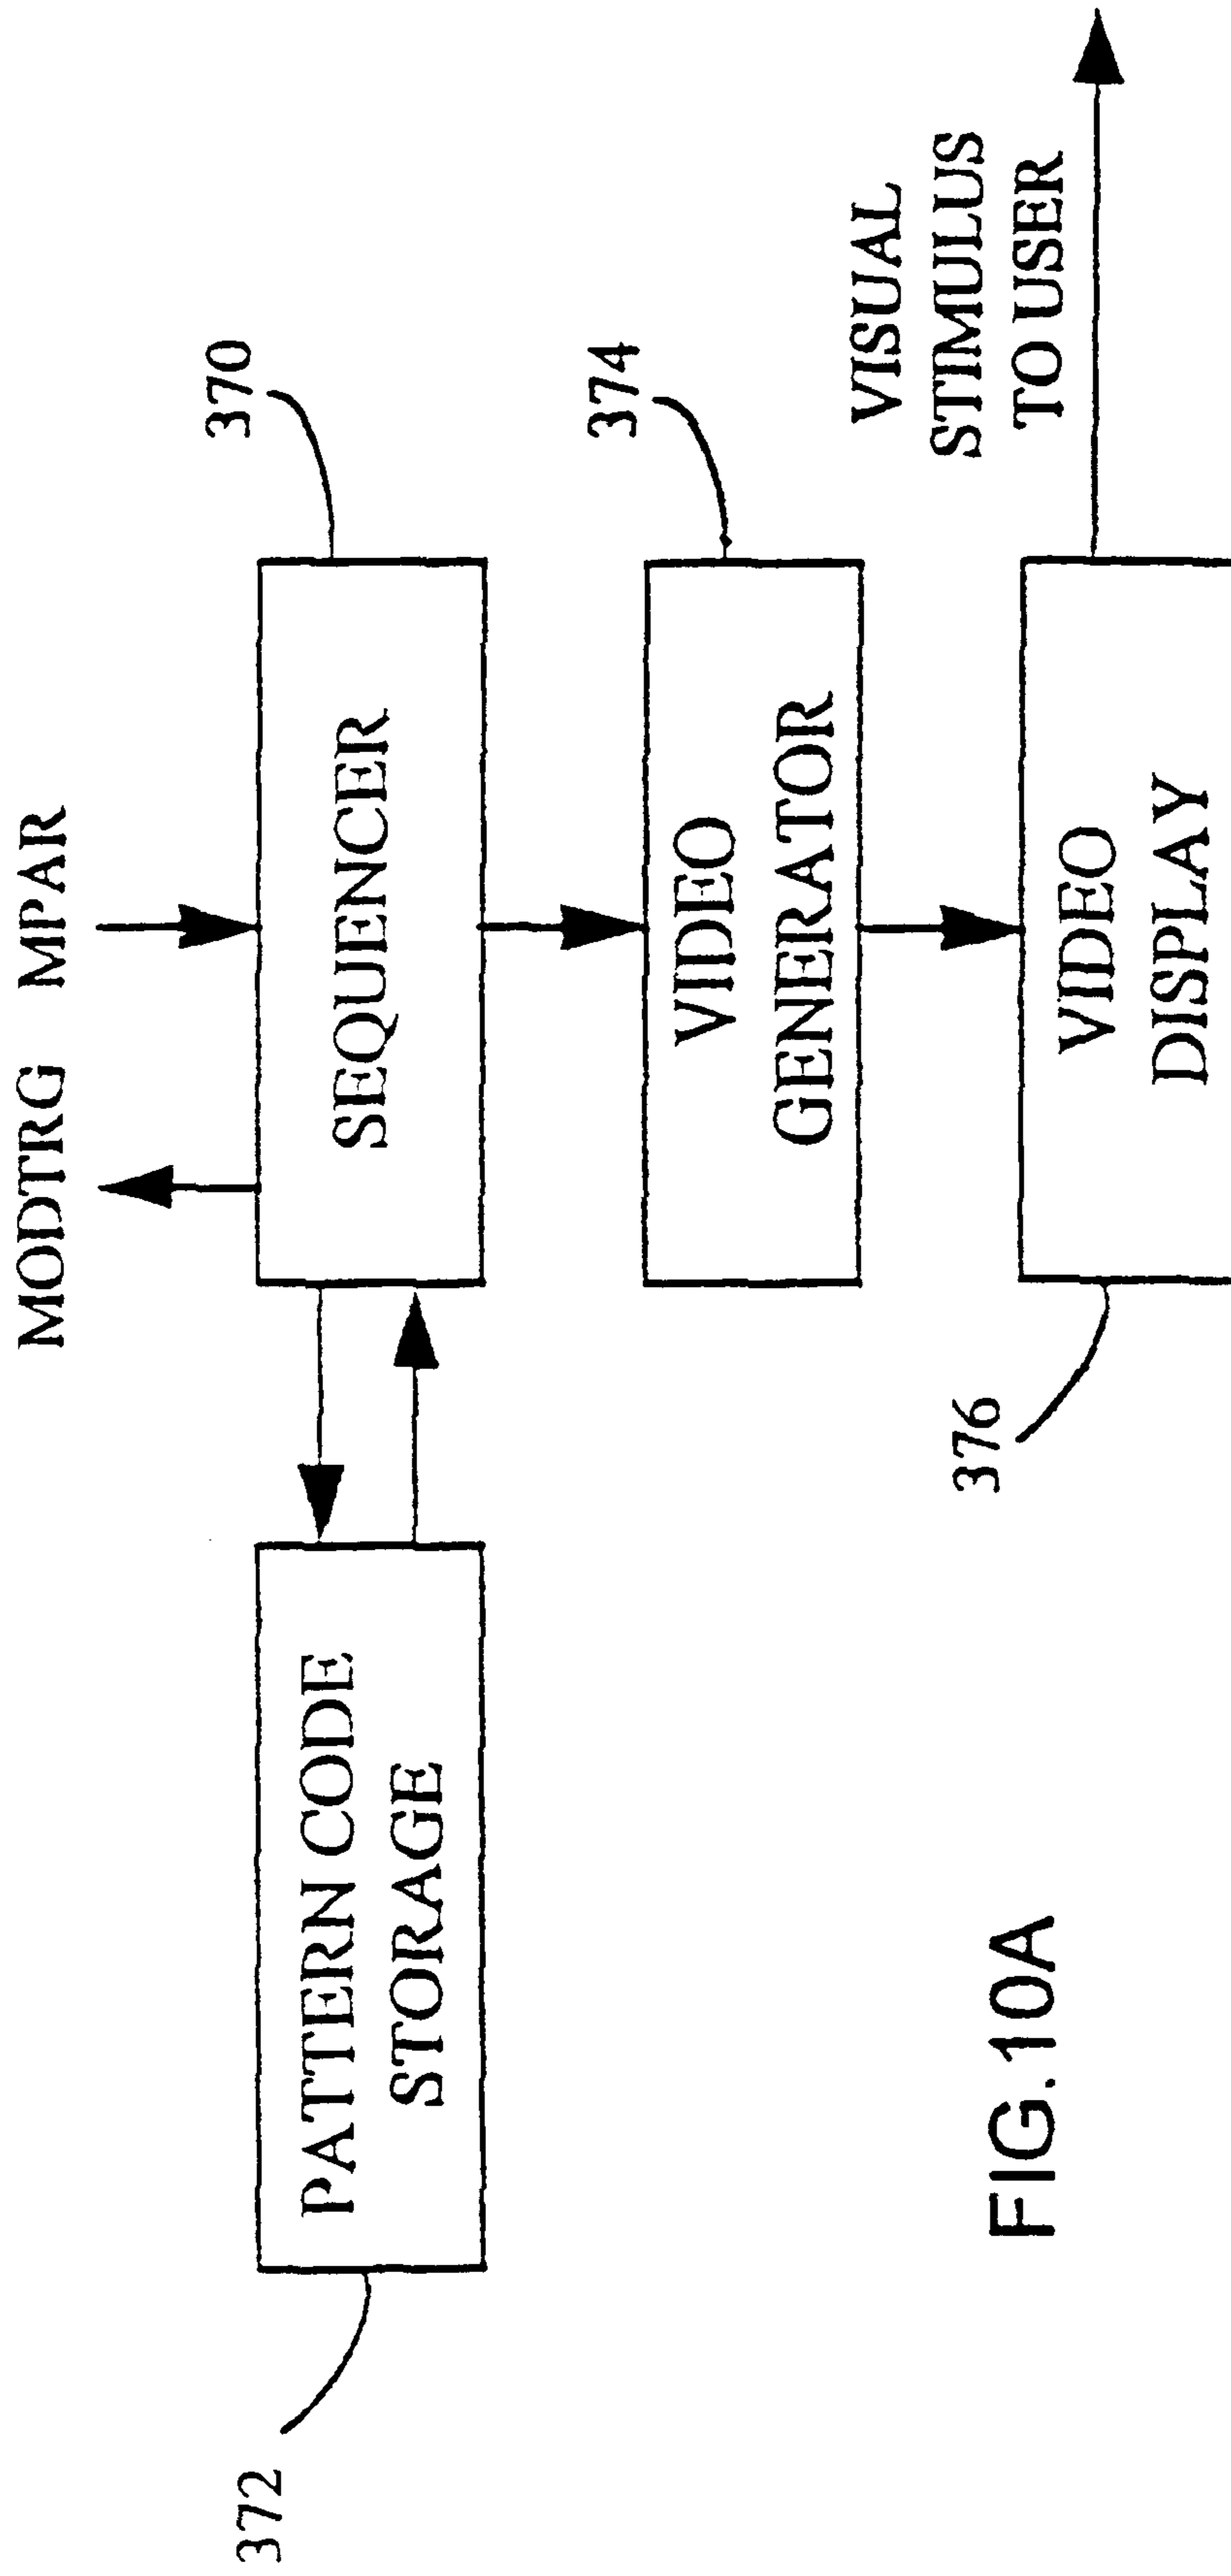 MODTRG MPAR
370
SEQUENCER
372
PATTERN CODE
STORAGE
374
VIDEO
GENERATOR
VISUAL
STIMULUS
TO USER
376
VIDEO
DISPLAY
FIG.10A